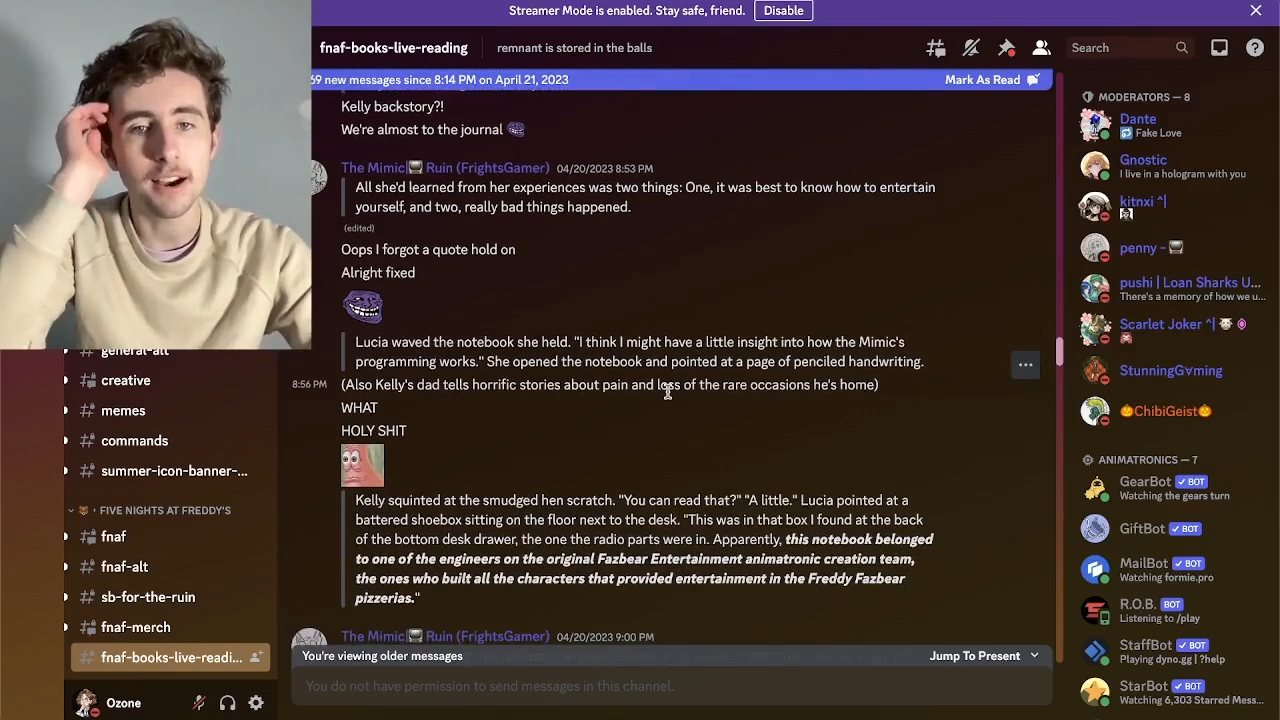 Streamer Mode is enabled. Stay safe, friend.
Disable
fnaf-books-live-reading
remnant is stored in the balls
Search
69 new messages since 8:14 PM on April 21, 2023
Mark As Read
Kelly backstory?!
We're almost to the journal
The Mimic| Ruin (FrightsGamer) 04/20/2023 8:53 PM
All she'd learned from her experiences was two things: One, it was best to know how to entertain
yourself, and two, really bad things happened.
(edited)
Oops I forgot a quote hold on
Alright fixed
Lucia waved the notebook she held. "I think I might have a little insight into how the Mimic's
programming works." She opened the notebook and pointed at a page of penciled handwriting.
8:56 PM
(Also Kelly's dad tells horrific stories about pain and loss of the rare occasions he's home)
WHAT
HOLY SHIT
Kelly squinted at the smudged hen scratch. "You can read that?" "A little." Lucia pointed at a
battered shoebox sitting on the floor next to the desk. "This was in that box I found at the back
of the bottom desk drawer, the one the radio parts were in. Apparently, this notebook belonged
to one of the engineers on the original Fazbear Entertainment animatronic creation team,
the ones who built all the characters that provided entertainment in the Freddy Fazbear
pizzerias."
The Mimic| Ruin (FrightsGamer) 04/20/2023 9:00 PM
You're viewing older messages
Jump To Present
You do not have permission to send messages in this channel.
general-alt
creative
memes
commands
summer-icon-banner-...
FIVE NIGHTS AT FREDDY'S
fnaf
fnaf-alt
sb-for-the-ruin
fnaf-merch
fnaf-books-live-readi...
Ozone
MODERATORS — 8
Dante
Fake Love
Gnostic
I live in a hologram with you
kitnxi ^|
penny -
pushi | Loan Sharks U...
There's a memory of how we u...
Scarlet Joker ^|
StunningG∀ming
ChibiGeist
ANIMATRONICS — 7
GearBot BOT
Watching the gears turn
GiftBot BOT
MailBot BOT
Watching formie.pro
R.O.B. BOT
Listening to /play
StaffBot BOT
Playing dyno.gg | ?help
StarBot BOT
Watching 6,303 Starred Mess...